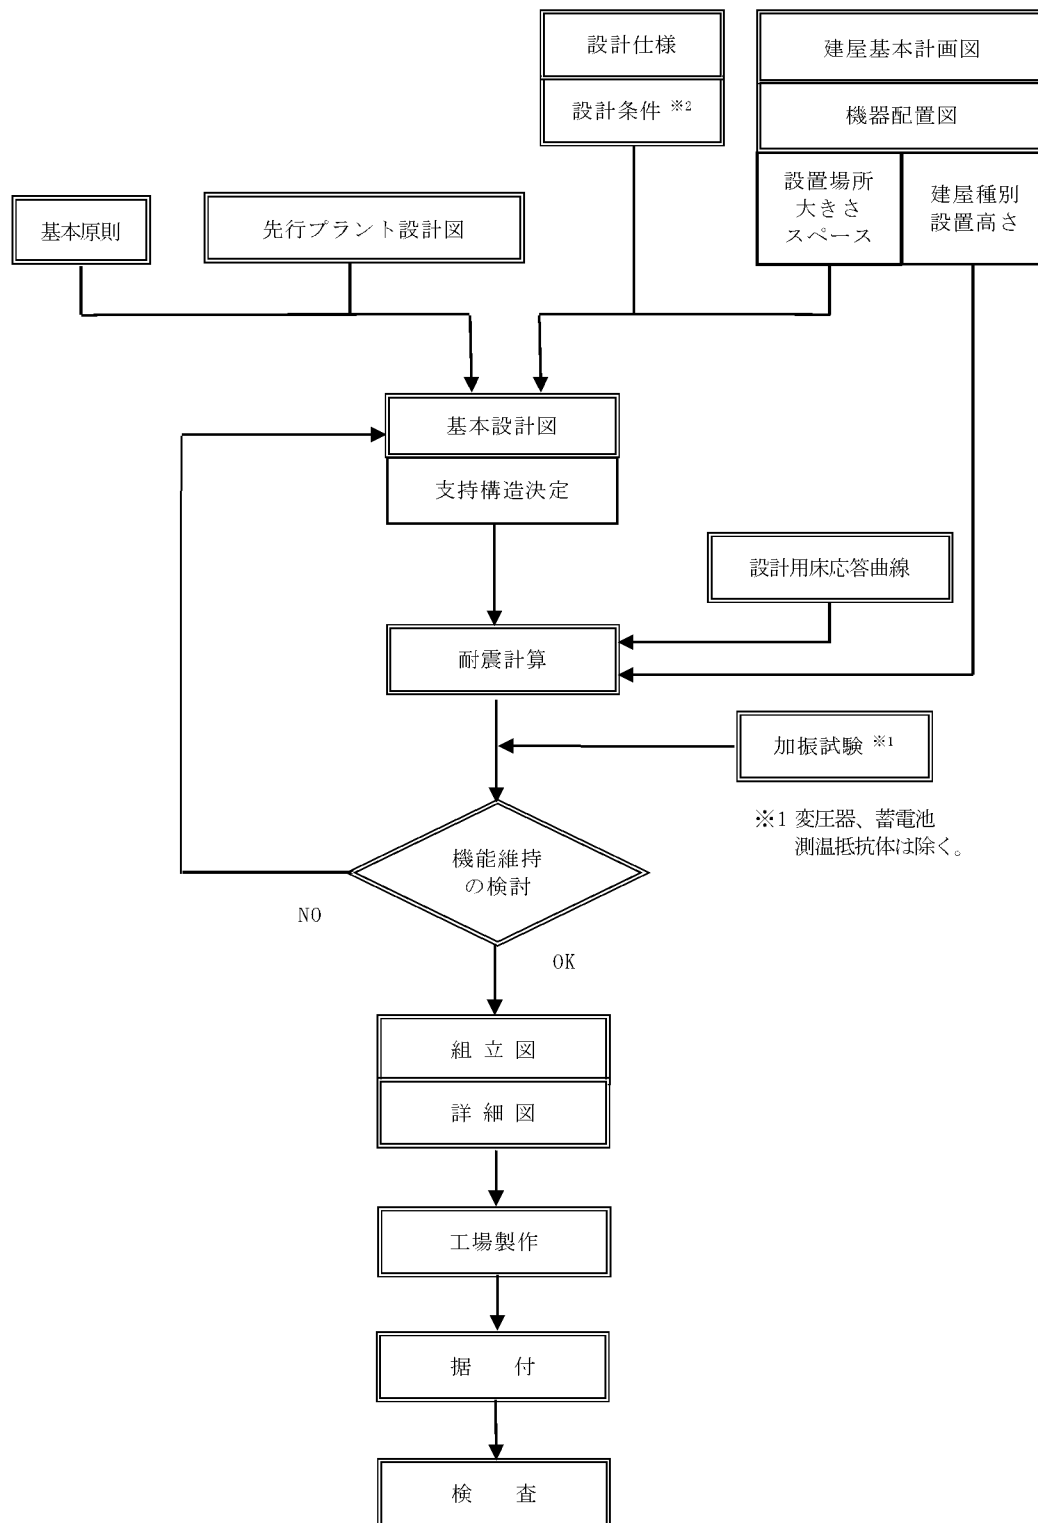 設計仕様
設計条件 ※2
建屋基本計画図
機器配置図
設置場所
大きさ
スペース
建屋種別
設置高さ
基本原則
先行プラント設計図
基本設計図
支持構造決定
設計用床応答曲線
耐震計算
加振試験 ※1
※1 変圧器、蓄電池
測温抵抗体は除く。
機能維持
の検討
NO
OK
組 立 図
詳 細 図
工場製作
据 付
検 査